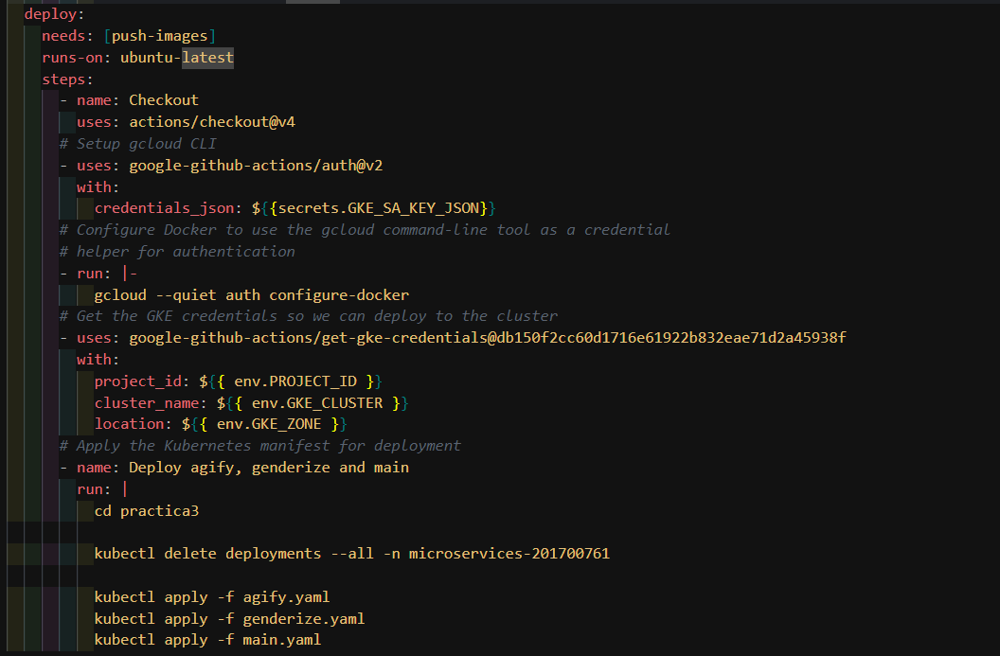 deploy:
needs: [push-images]
runs-on: ubuntu-latest
steps:
- name: Checkout
uses: actions/checkout@v4
# Setup gcloud CLI
- uses: google-github-actions/auth@v2
with:
credentials_json: ${{secrets.GKE_SA_KEY_JSON}}
# Configure Docker to use the gcloud command-line tool as a credential
# helper for authentication
- run: |-
gcloud --quiet auth configure-docker
# Get the GKE credentials so we can deploy to the cluster
- uses: google-github-actions/get-gke-credentials@db150f2cc60d1716e61922b832eae71d2a45938f
with:
project_id: ${{ env.PROJECT_ID }}
cluster_name: ${{ env.GKE_CLUSTER }}
location: ${{ env.GKE_ZONE }}
# Apply the Kubernetes manifest for deployment
- name: Deploy agify, genderize and main
run: |
cd practica3
kubectl delete deployments --all -n microservices-201700761
kubectl apply -f agify.yaml
kubectl apply -f genderize.yaml
kubectl apply -f main.yaml